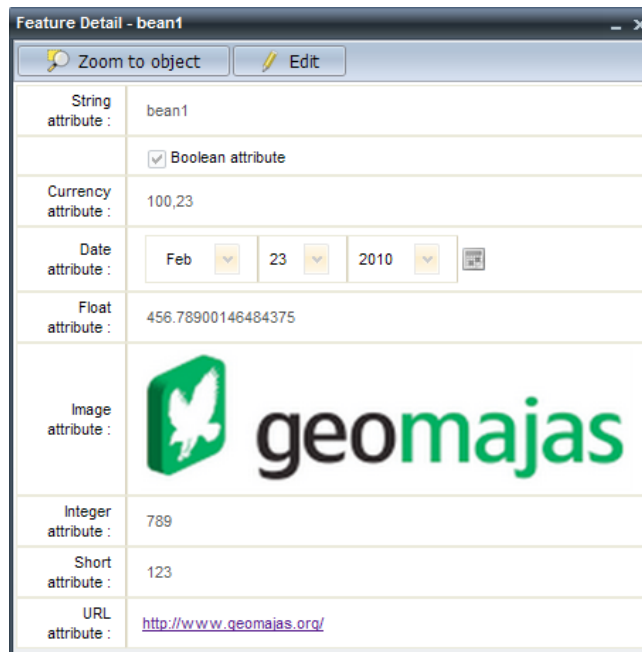 Feature Detail - bean1
Zoom to object
Edit
String attribute :
bean1
Boolean attribute
Currency attribute :
100,23
Date attribute :
Feb
23
2010
Float attribute :
456.78900146484375
Image attribute :
geomajas
Integer attribute :
789
Short attribute :
123
URL attribute :
http://www.geomajas.org/